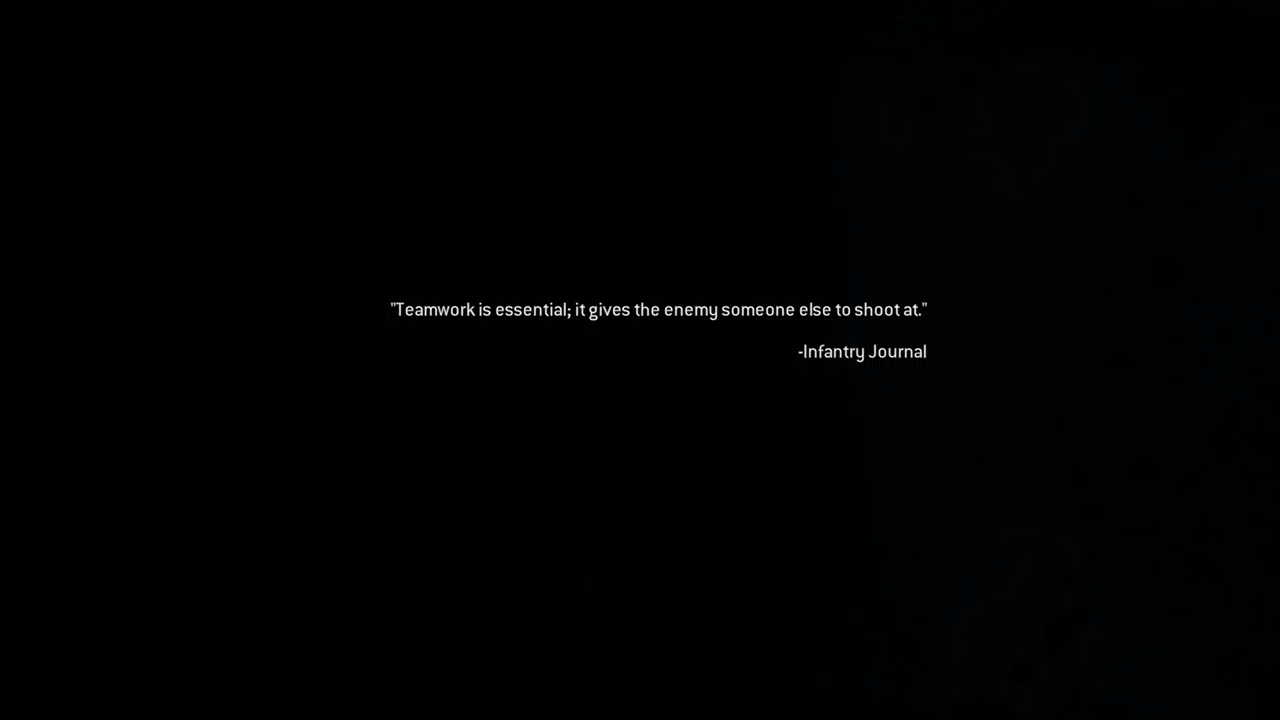 "Teamwork is essential; it gives the enemy someone else to shoot at."
-Infantry Journal